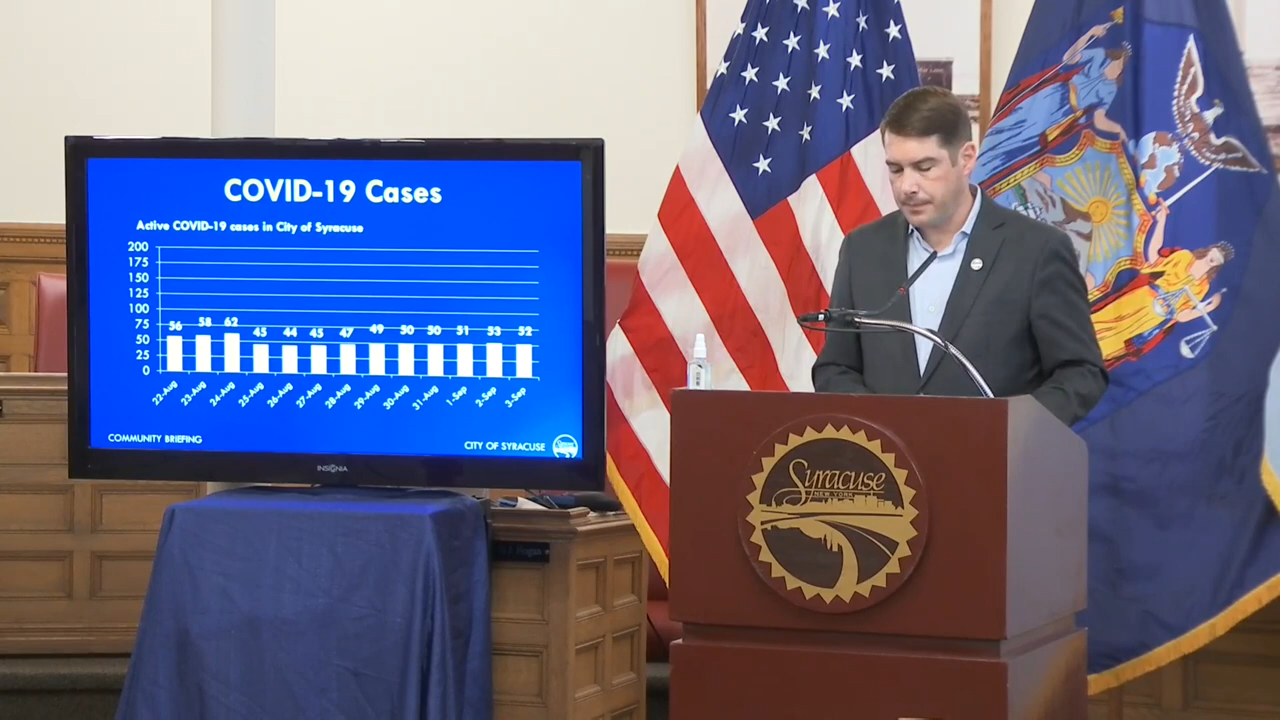 COVID-19 Cases
Active COVID-19 cases in City of Syracuse
200
175
150
125
100
75
50
25
0
56 58 62 45 44 45 47 49 50 50 51 53 52
22-Aug 23-Aug 24-Aug 25-Aug 26-Aug 27-Aug 28-Aug 29-Aug 30-Aug 31-Aug 1-Sep 2-Sep 3-Sep
COMMUNITY BRIEFING
CITY OF SYRACUSE
INSIGNIA
Syracuse
NEW YORK